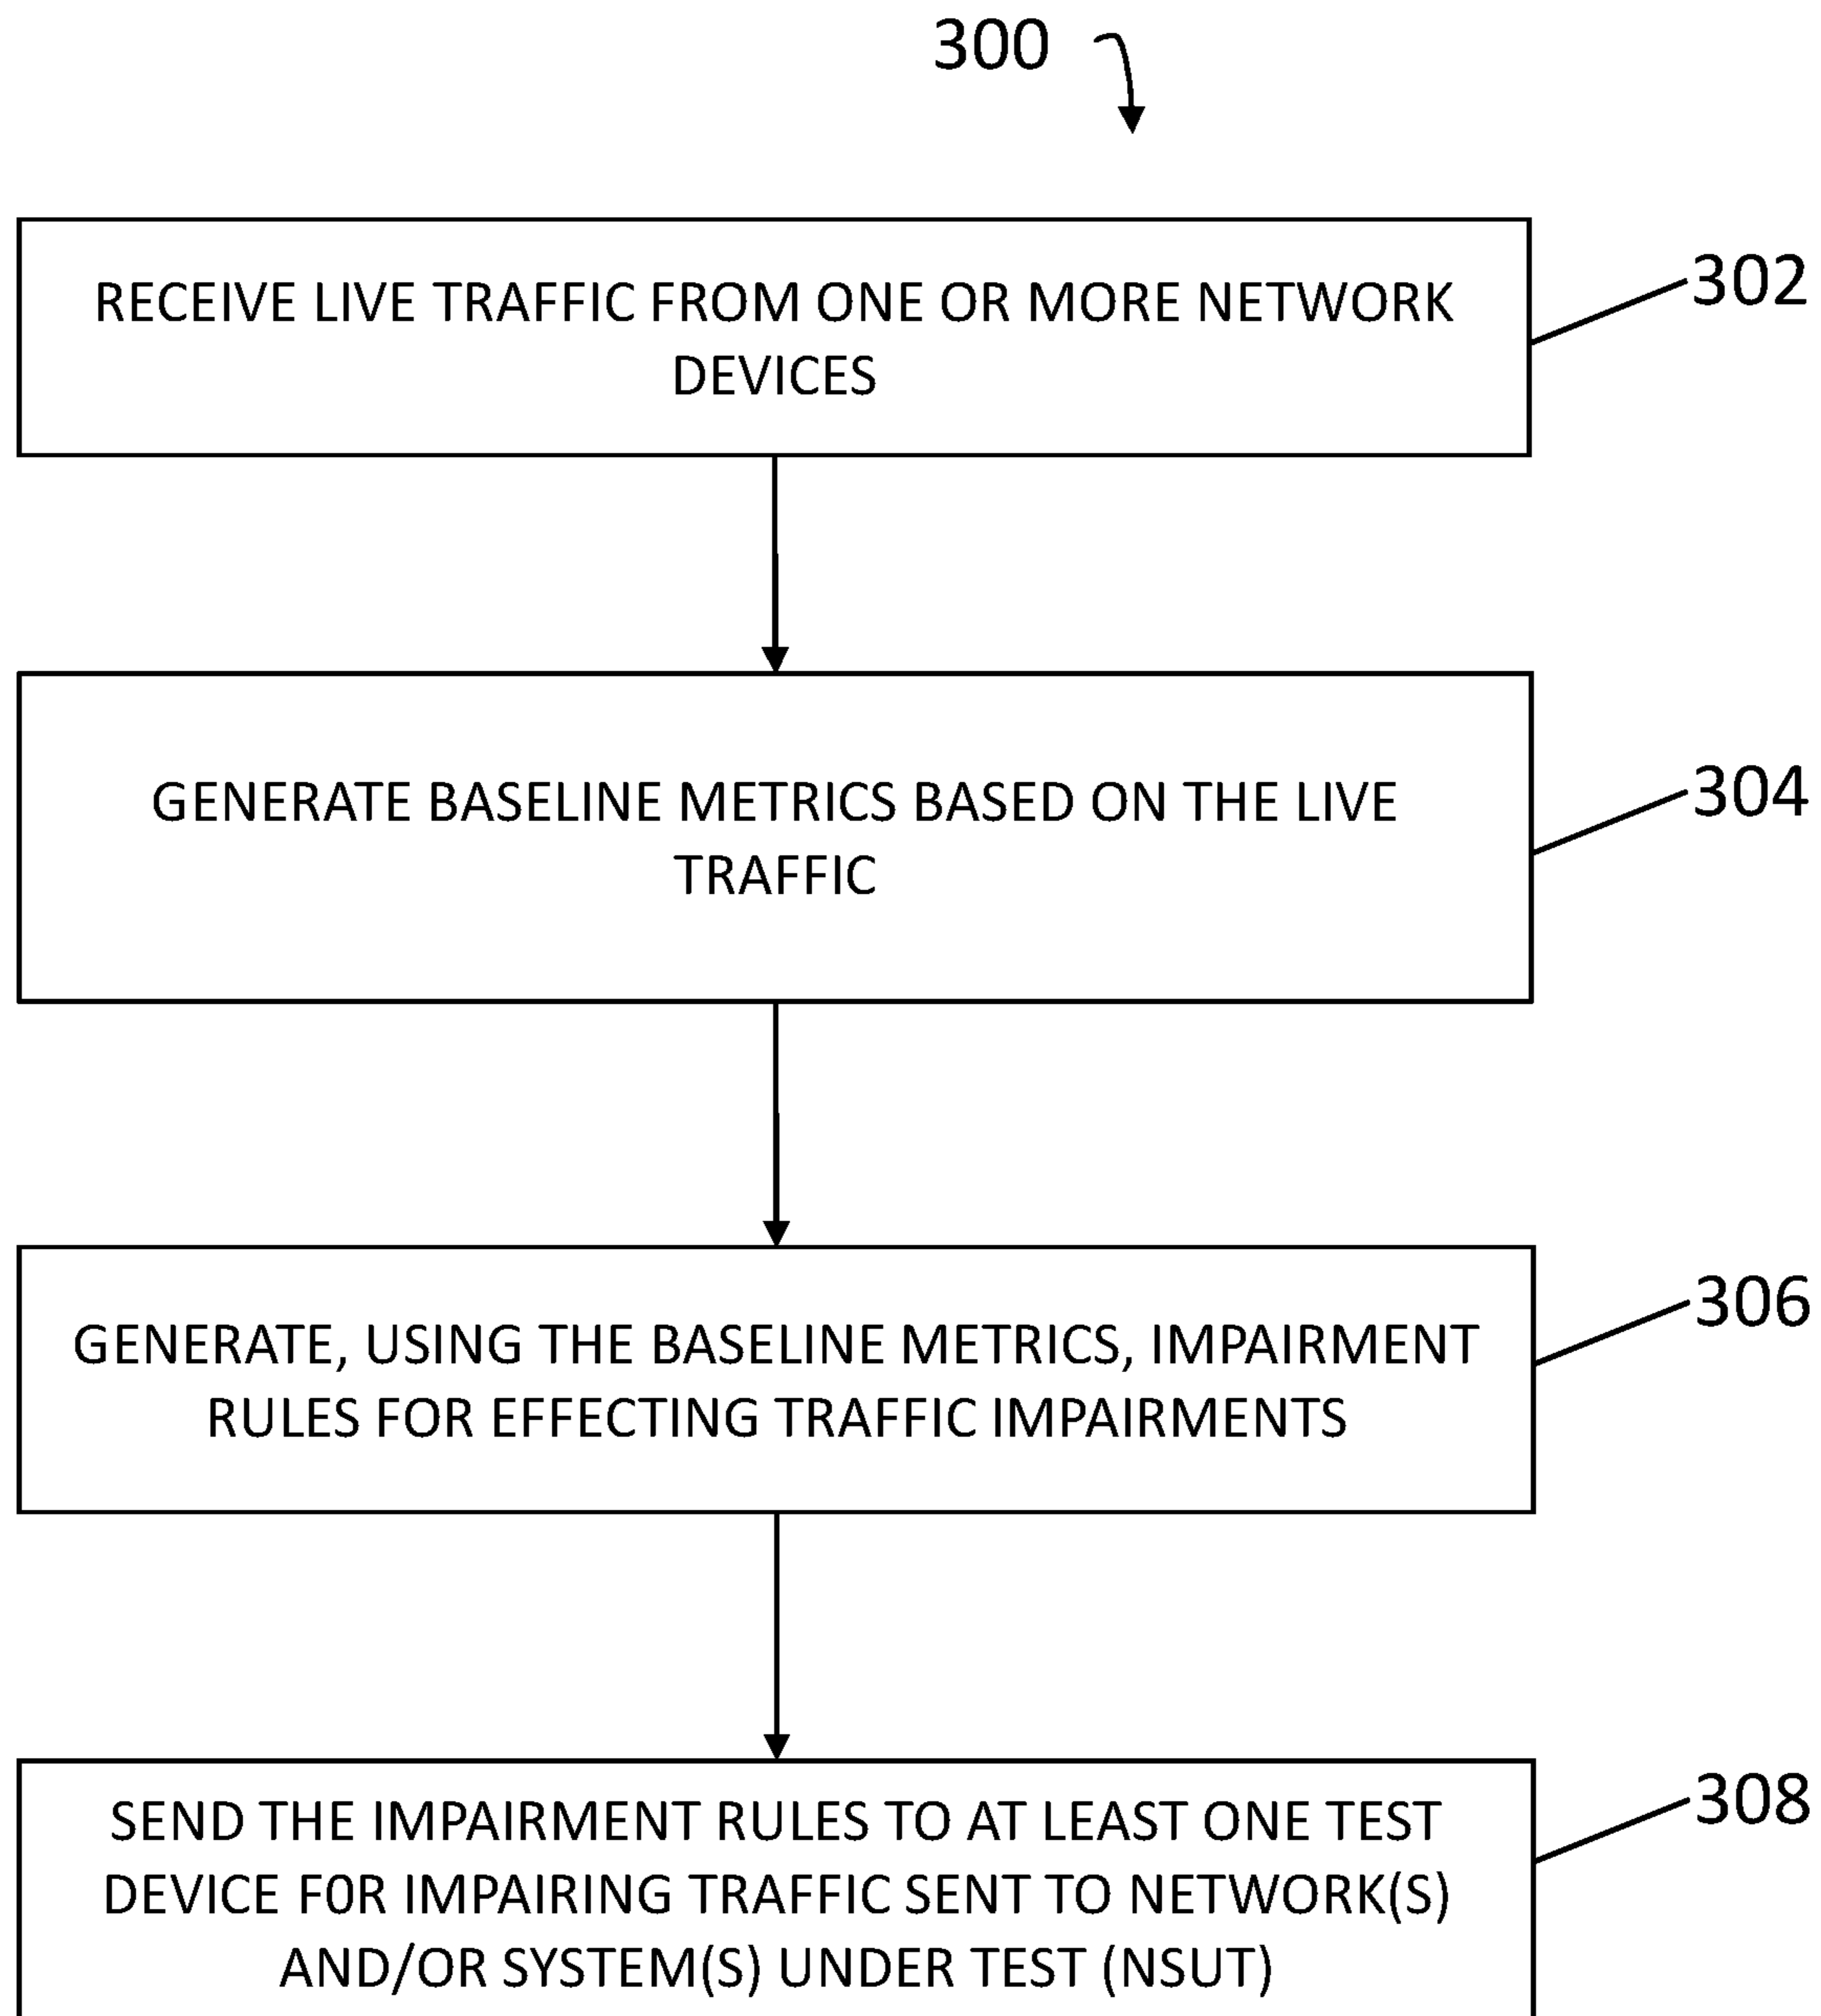 300
RECEIVE LIVE TRAFFIC FROM ONE OR MORE NETWORK
DEVICES
302
GENERATE BASELINE METRICS BASED ON THE LIVE
TRAFFIC
304
GENERATE, USING THE BASELINE METRICS, IMPAIRMENT
RULES FOR EFFECTING TRAFFIC IMPAIRMENTS
306
SEND THE IMPAIRMENT RULES TO AT LEAST ONE TEST
DEVICE F0R IMPAIRING TRAFFIC SENT TO NETWORK(S)
AND/OR SYSTEM(S) UNDER TEST (NSUT)
308